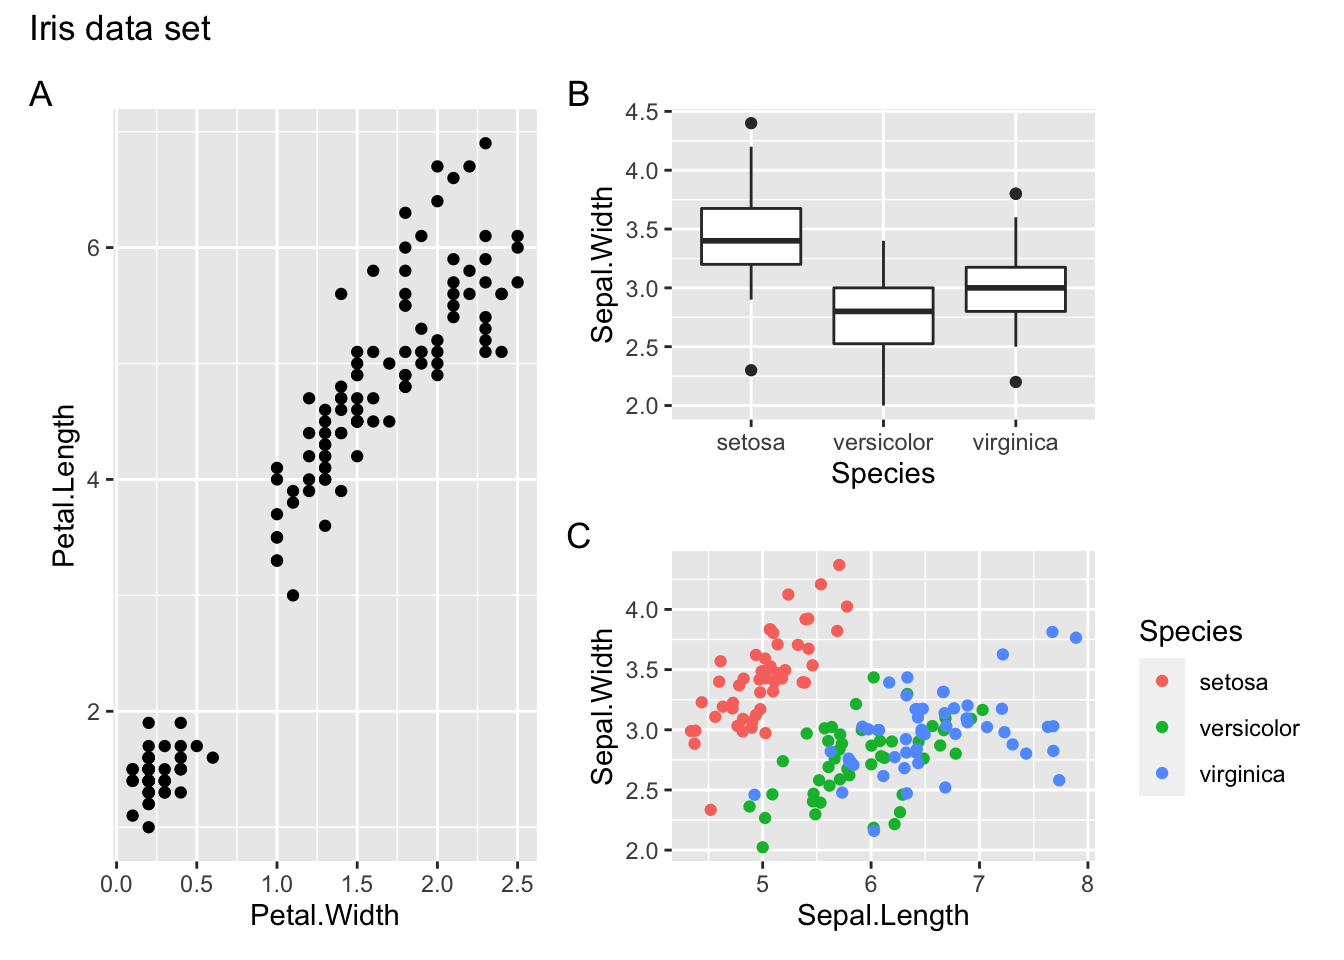 Iris data set
A
6
4
2
Petal.Length
0.0 0.5 1.0 1.5 2.0 2.5
Petal.Width
B
4.5
4.0
3.5
3.0
2.5
2.0
Sepal.Width
setosa versicolor virginica
Species
C
4.0
3.5
3.0
2.5
2.0
Sepal.Width
5 6 7 8
Sepal.Length
Species
setosa
versicolor
virginica